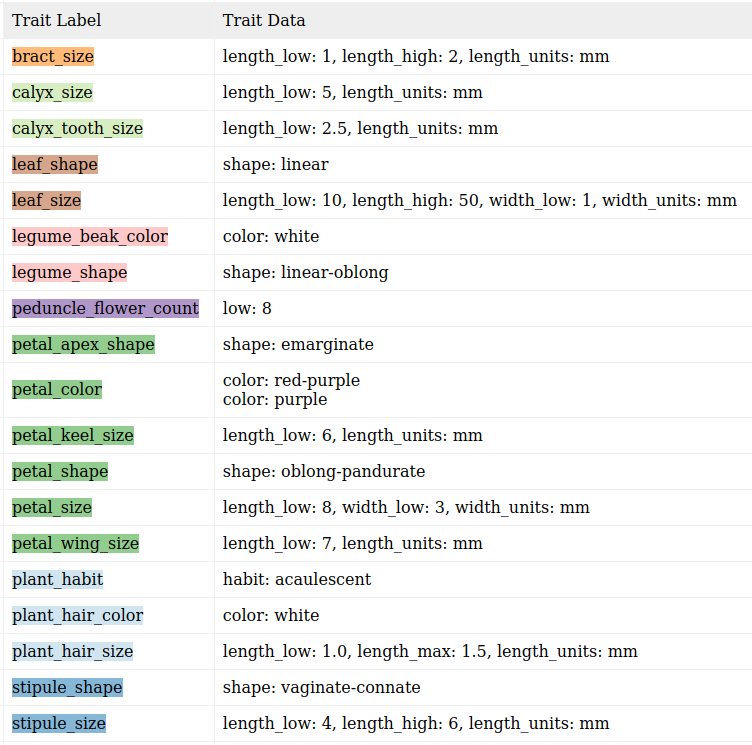 Trait Label Trait Data
bract_size length_low: 1, length_high: 2, length_units: mm
calyx_size length_low: 5, length_units: mm
calyx_tooth_size length_low: 2.5, length_units: mm
leaf_shape shape: linear
leaf_size length_low: 10, length_high: 50, width_low: 1, width_units: mm
legume_beak_color color: white
legume_shape shape: linear-oblong
peduncle_flower_count low: 8
petal_apex_shape shape: emarginate
petal_color color: red-purple
color: purple
petal_keel_size length_low: 6, length_units: mm
petal_shape shape: oblong-pandurate
petal_size length_low: 8, width_low: 3, width_units: mm
petal_wing_size length_low: 7, length_units: mm
plant_habit habit: acaulescent
plant_hair_color color: white
plant_hair_size length_low: 1.0, length_max: 1.5, length_units: mm
stipule_shape shape: vaginate-connate
stipule_size length_low: 4, length_high: 6, length_units: mm